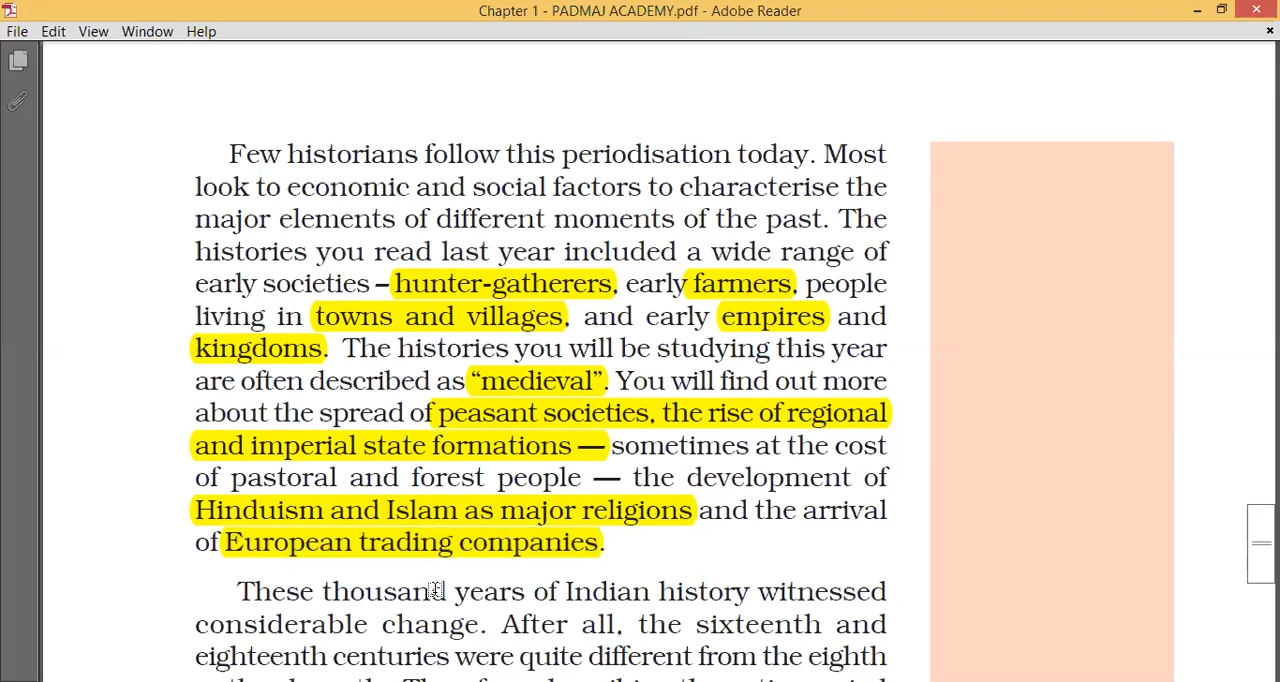 Chapter 1 - PADMAJ ACADEMY.pdf - Adobe Reader
File Edit View Window Help
Few historians follow this periodisation today. Most
look to economic and social factors to characterise the
major elements of different moments of the past. The
histories you read last year included a wide range of
early societies – hunter-gatherers, early farmers, people
living in towns and villages, and early empires and
kingdoms. The histories you will be studying this year
are often described as “medieval”. You will find out more
about the spread of peasant societies, the rise of regional
and imperial state formations — sometimes at the cost
of pastoral and forest people — the development of
Hinduism and Islam as major religions and the arrival
of European trading companies.
These thousand years of Indian history witnessed
considerable change. After all, the sixteenth and
eighteenth centuries were quite different from the eighth